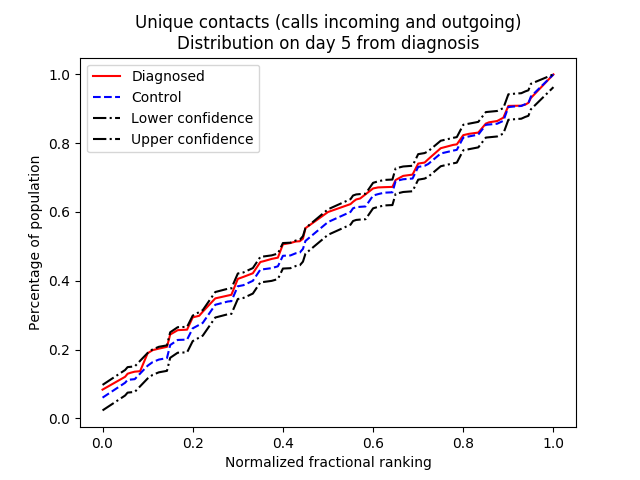 Unique contacts (calls incoming and outgoing)
Distribution on day 5 from diagnosis
Diagnosed
Control
Lower confidence
Upper confidence
Percentage of population
1.0
0.8
0.6
0.4
0.2
0.0
0.0 0.2 0.4 0.6 0.8 1.0
Normalized fractional ranking